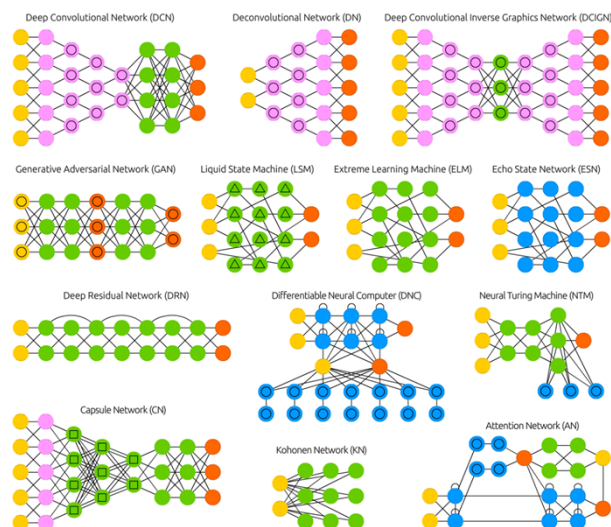 Deep Convolutional Network (DCN)
Deconvolutional Network (DN)
Deep Convolutional Inverse Graphics Network (DCIGN)
Generative Adversarial Network (GAN)
Liquid State Machine (LSM)
Extreme Learning Machine (ELM)
Echo State Network (ESN)
Deep Residual Network (DRN)
Differentiable Neural Computer (DNC)
Neural Turing Machine (NTM)
Capsule Network (CN)
Kohonen Network (KN)
Attention Network (AN)